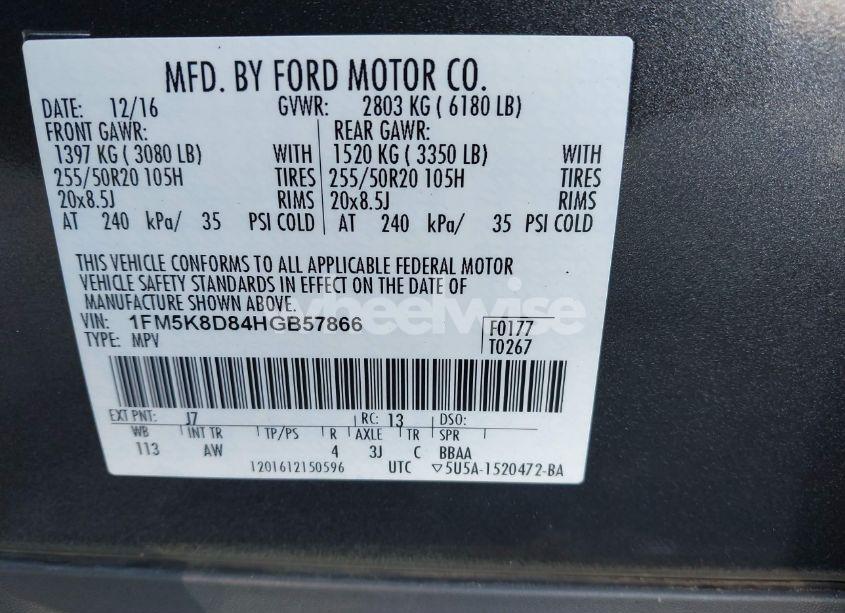 MFD. BY FORD MOTOR CO.
DATE: 12/16 GVWR: 2803 KG ( 6180 LB)
FRONT GAWR: REAR GAWR:
1397 KG ( 3080 LB) WITH 1520 KG ( 3350 LB) WITH
255/50R20 105H TIRES 255/50R20 105H TIRES
20x8.5J RIMS 20x8.5J RIMS
AT 240 kPa/ 35 PSI COLD AT 240 kPa/ 35 PSI COLD
THIS VEHICLE CONFORMS TO ALL APPLICABLE FEDERAL MOTOR
VEHICLE SAFETY STANDARDS IN EFFECT ON THE DATE OF
MANUFACTURE SHOWN ABOVE.
wheelwise
VIN: 1FM5K8D84HGB57866 F0177
TYPE: MPV T0267
EXT PNT: J7 RC: 13 DSO:
WB INT TR TP/PS R AXLE TR SPR
113 AW 4 3J C BBAA
1201612150596 UTC ▽5U5A-1520472-BA